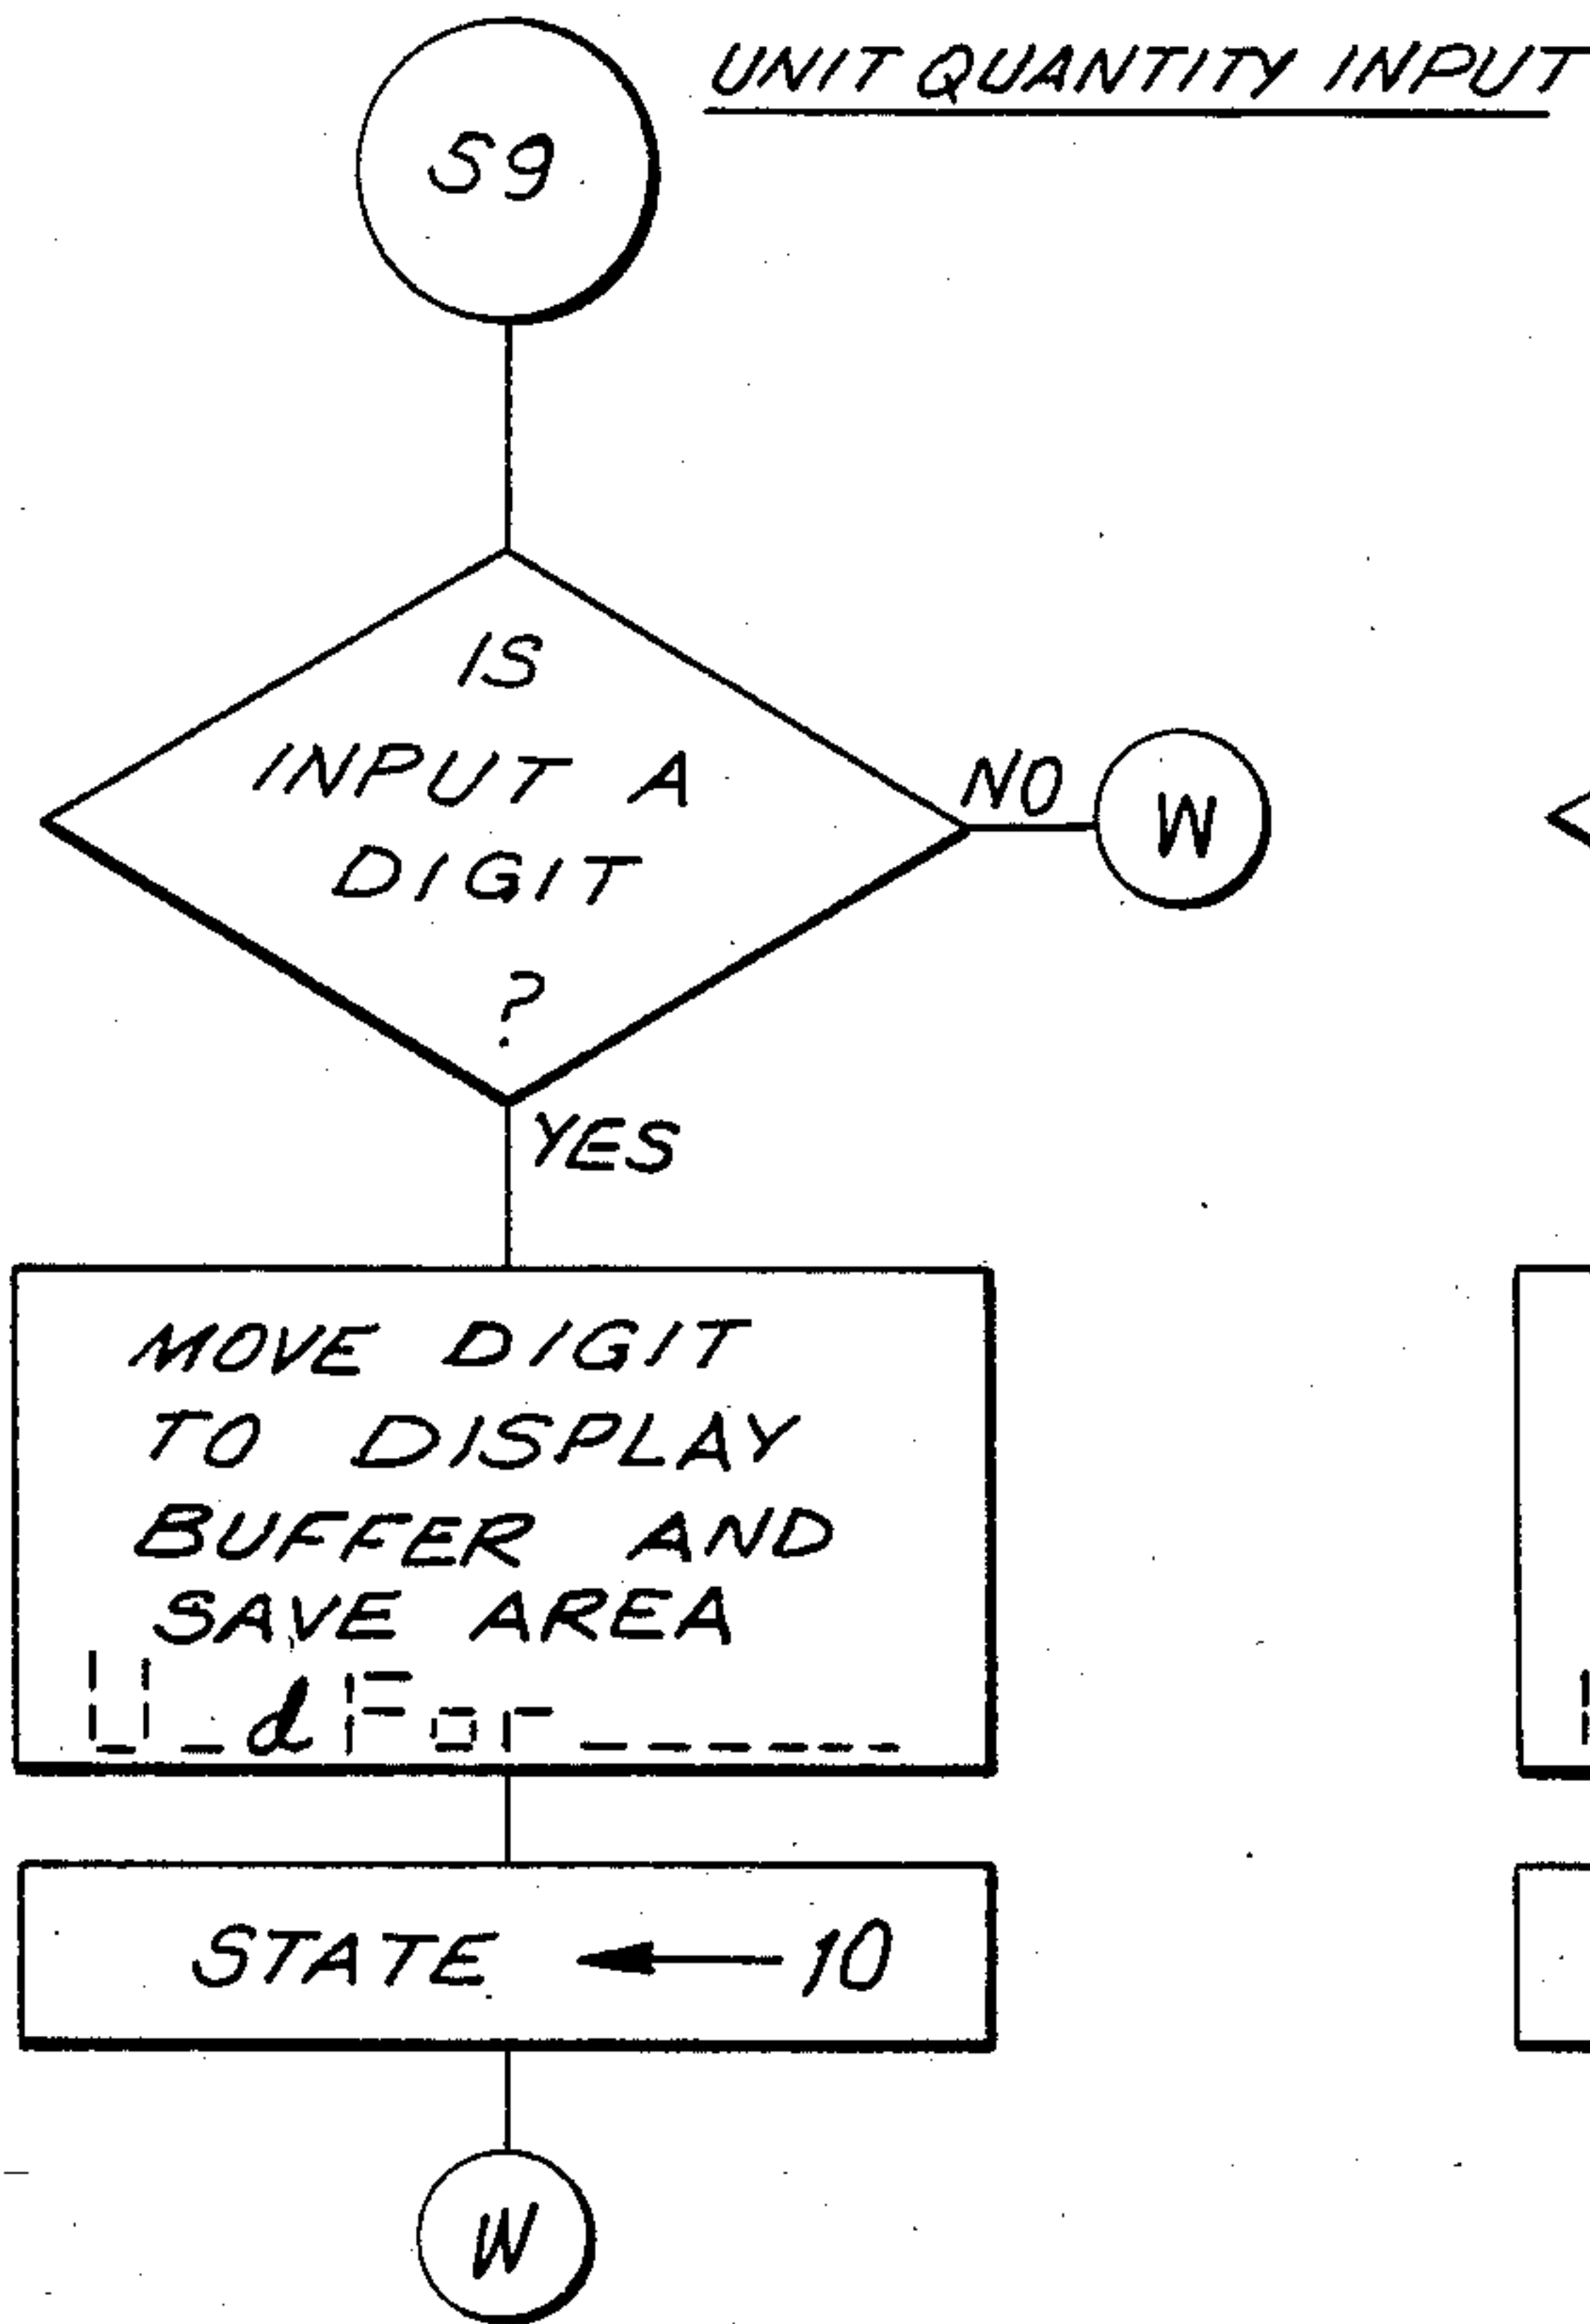 UNIT QUANTITY INPUT
S9
IS
INPUT A
DIGIT
?
NO
W
YES
MOVE DIGIT
TO DISPLAY
BUFFER AND
SAVE AREA
U_dFor______
STATE ← 10
W